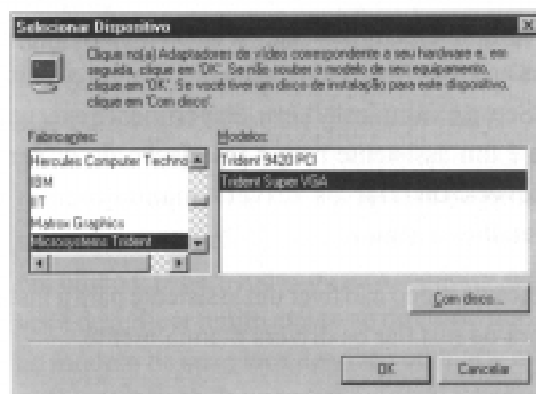 Selecionar Dispositivo
Clique no(a) Adaptadores de vídeo correspondente a seu hardware e, em
seguida, clique em 'OK'. Se não souber o modelo de seu equipamento,
clique em 'OK'. Se você tiver um disco de instalação para este dispositivo,
clique em 'Com disco'.
Fabricantes:
Modelos:
Hercules Computer Techno
IBM
IIT
Matrox Graphics
Microsystems Trident
Trident 9420 PCI
Trident Super VGA
Com disco...
OK
Cancelar